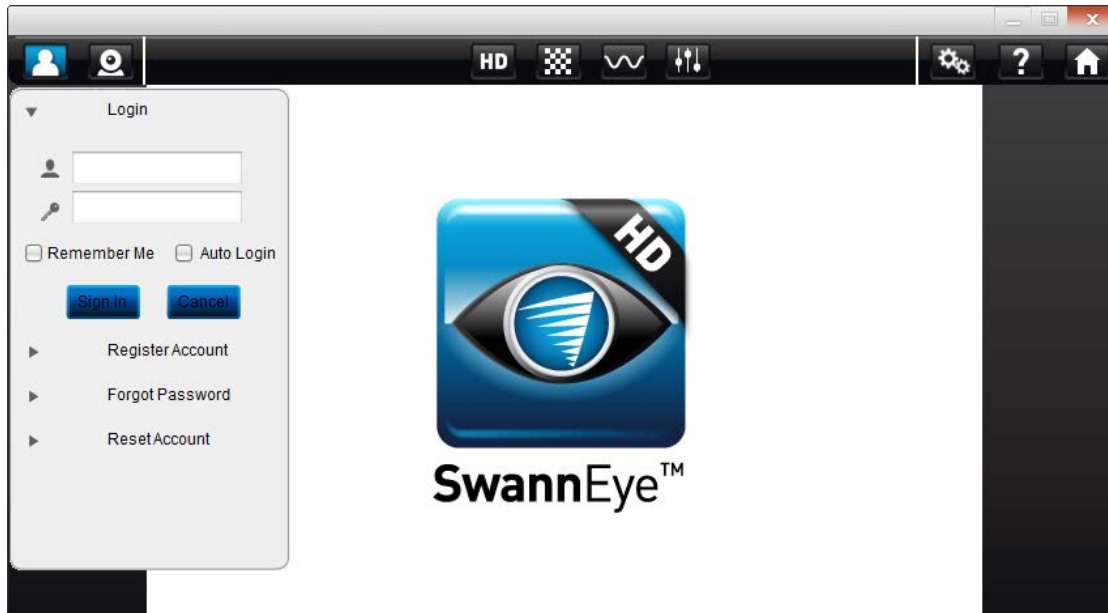 HD
?
Login
Remember Me Auto Login
Sign In Cancel
Register Account
Forgot Password
Reset Account
HD
SwannEye™